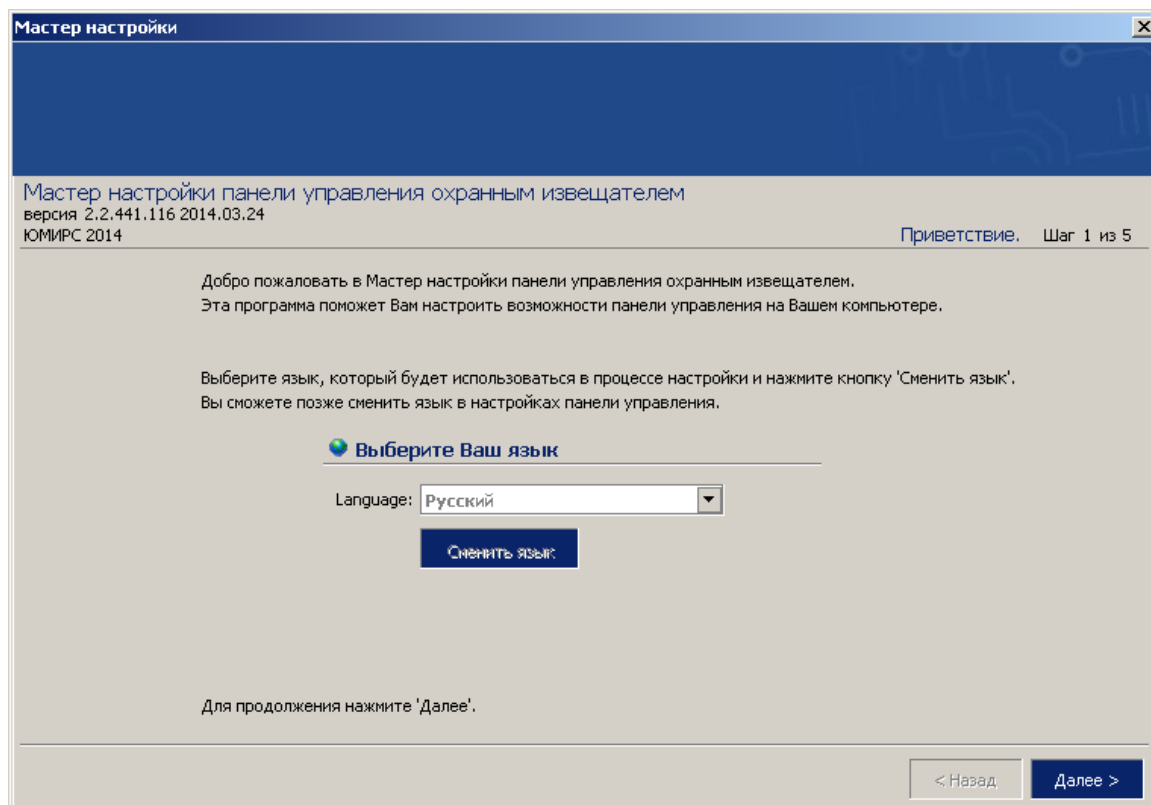 Мастер настройки
Мастер настройки панели управления охранным извещателем
версия 2.2.441.116 2014.03.24
ЮМИРС 2014
Приветствие. Шаг 1 из 5
Добро пожаловать в Мастер настройки панели управления охранным извещателем.
Эта программа поможет Вам настроить возможности панели управления на Вашем компьютере.
Выберите язык, который будет использоваться в процессе настройки и нажмите кнопку 'Сменить язык'.
Вы сможете позже сменить язык в настройках панели управления.
Выберите Ваш язык
Language: Русский
Сменить язык
Для продолжения нажмите 'Далее'.
< Назад Далее >